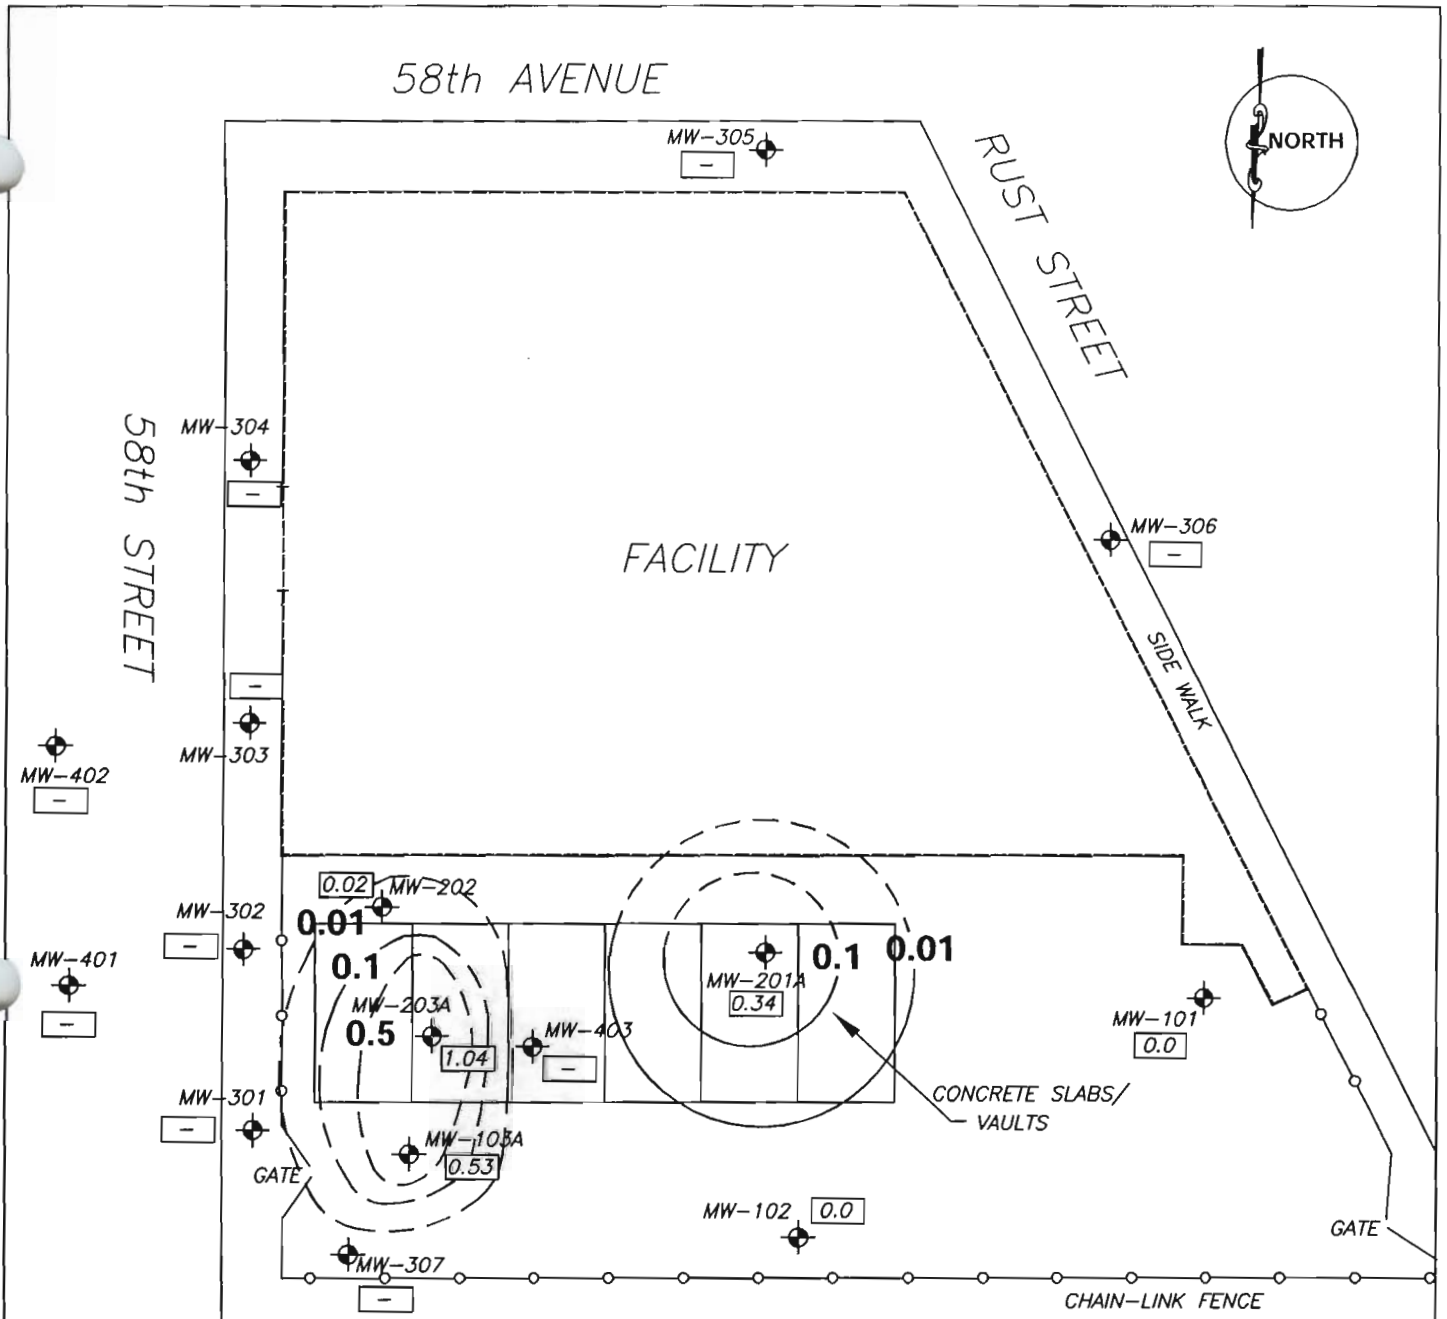 58th AVENUE
MW-305
-
NORTH
RUST STREET
MW-304
-
58th STREET
FACILITY
MW-306
-
SIDE WALK
-
MW-303
MW-402
-
0.02
MW-202
MW-302
-
0.01
0.1
0.01
MW-401
-
0.1
MW-201A
0.34
MW-203A
0.5
1.04
MW-403
-
MW-101
0.0
MW-301
-
CONCRETE SLABS/
VAULTS
MW-103A
0.53
GATE
MW-102
0.0
GATE
MW-307
-
CHAIN-LINK FENCE